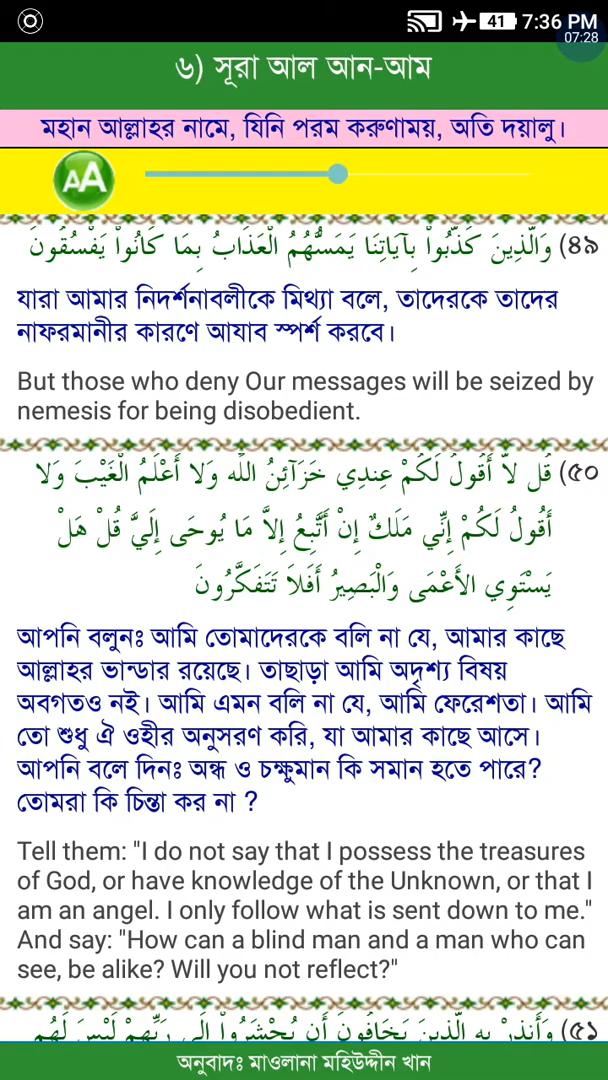 41 7:36 PM
07:28
৬) সূরা আল আন-আম
মহান আল্লাহর নামে, যিনি পরম করুণাময়, অতি দয়ালু।
AA
৪৯) وَالَّذِينَ كَذَّبُواْ بِآيَاتِنَا يَمَسُّهُمُ الْعَذَابُ بِمَا كَانُواْ يَفْسُقُونَ
যারা আমার নিদর্শনাবলীকে মিথ্যা বলে, তাদেরকে তাদের
নাফরমানীর কারণে আযাব স্পর্শ করবে।
But those who deny Our messages will be seized by
nemesis for being disobedient.
৫০) قُل لاَّ أَقُولُ لَكُمْ عِندِي خَزَآئِنُ اللّه وَلا أَعْلَمُ الْغَيْبَ وَلا
أَقُولُ لَكُمْ إِنِّي مَلَكٌ إِنْ أَتَّبِعُ إِلاَّ مَا يُوحَى إِلَيَّ قُلْ هَلْ
يَسْتَوِي الأَعْمَى وَالْبَصِيرُ أَفَلاَ تَتَفَكَّرُونَ
আপনি বলুনঃ আমি তোমাদেরকে বলি না যে, আমার কাছে
আল্লাহর ভান্ডার রয়েছে। তাছাড়া আমি অদৃশ্য বিষয়
অবগতও নই। আমি এমন বলি না যে, আমি ফেরেশতা। আমি
তো শুধু ঐ ওহীর অনুসরণ করি, যা আমার কাছে আসে।
আপনি বলে দিনঃ অন্ধ ও চক্ষুমান কি সমান হতে পারে?
তোমরা কি চিন্তা কর না ?
Tell them: "I do not say that I possess the treasures
of God, or have knowledge of the Unknown, or that I
am an angel. I only follow what is sent down to me."
And say: "How can a blind man and a man who can
see, be alike? Will you not reflect?"
৫১) وَأَنذِرْ بِهِ الَّذِينَ يَخَافُونَ أَن يُحْشَرُواْ إِلَى رَبِّهِمْ لَيْسَ لَهُم
অনুবাদঃ মাওলানা মহিউদ্দীন খান